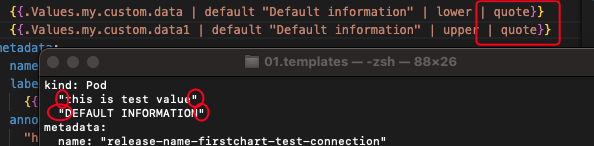 {{.Values.my.custom.data | default "Default information" | lower | quote}}
{{.Values.my.custom.data1 | default "Default information" | upper | quote}}
metadata:
name
label
{{
anno
"h
01.templates — -zsh — 88×26
kind: Pod
"this is test value"
"DEFAULT INFORMATION"
metadata:
name: "release-name-firstchart-test-connection"